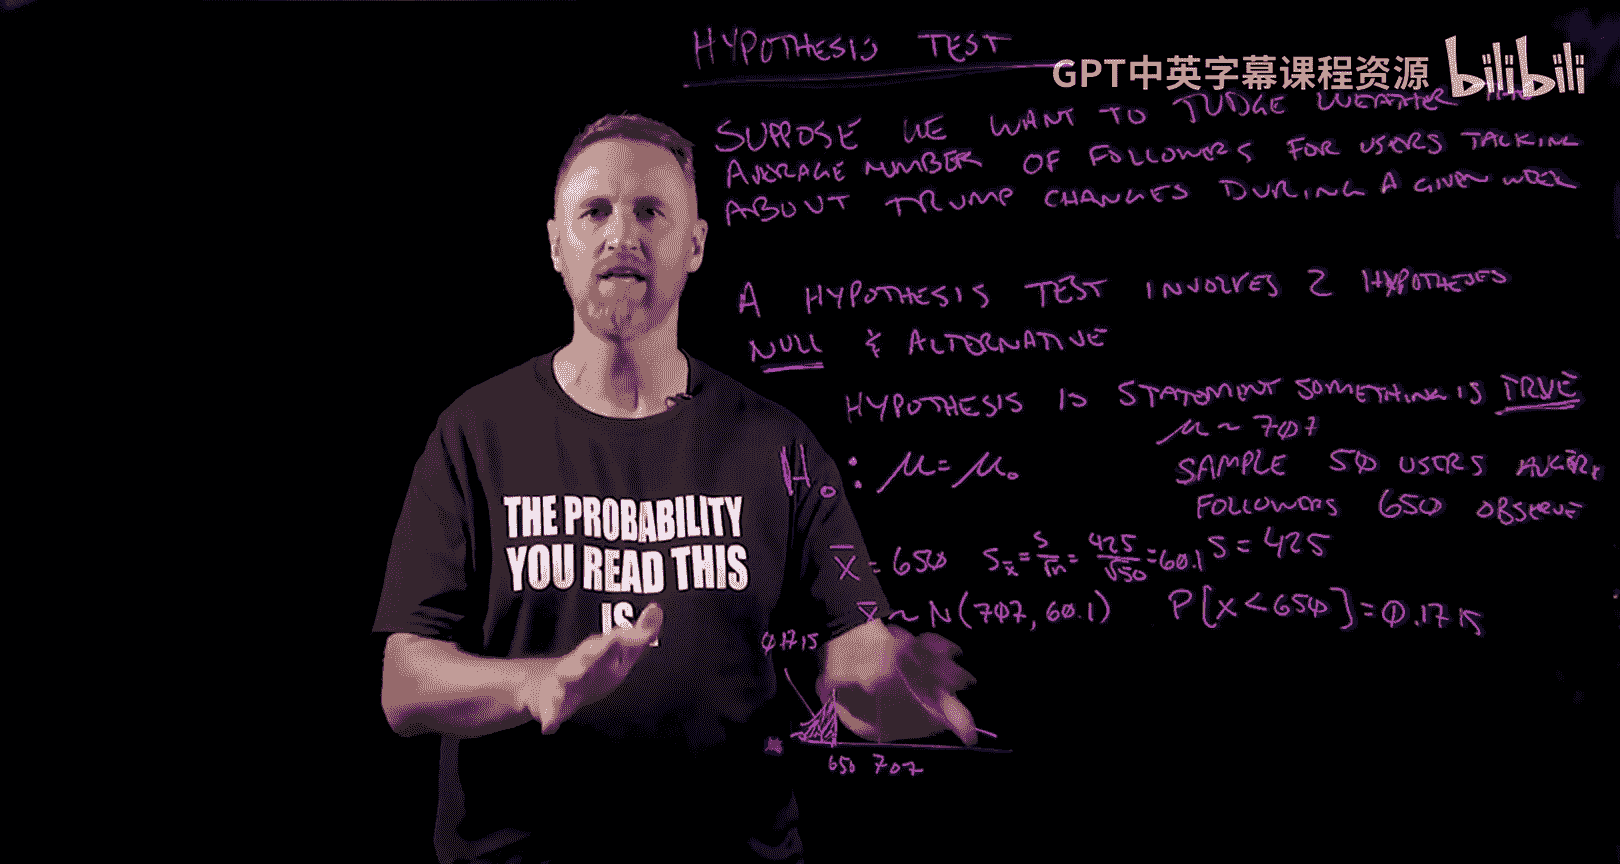 HYPOTHESIS TEST
GPT中英字幕课程资源 bilibili
SUPPOSE WE WANT TO JUDGE WEATHER
AVERAGE NUMBER OF FOLLOWERS FOR USERS TALKING
ABOUT TRUMP CHANGES DURING A GIVEN WEEK
A HYPOTHESIS TEST INVOLVES 2 HYPOTHESES
NULL & ALTERNATIVE
HYPOTHESIS IS STATEMENT SOMETHING IS TRUE
μ ~ 707
H₀: μ = μ₀
SAMPLE 50 USERS
FOLLOWERS 650 OBSERVE
x̄ = 650 S_x̄ = S/√n = 425/√50 = 60.1 S = 425
x̄ ~ N(707, 60.1) P[X < 650] = 0.1715
0.1715
650 707
THE PROBABILITY
YOU READ THIS
IS